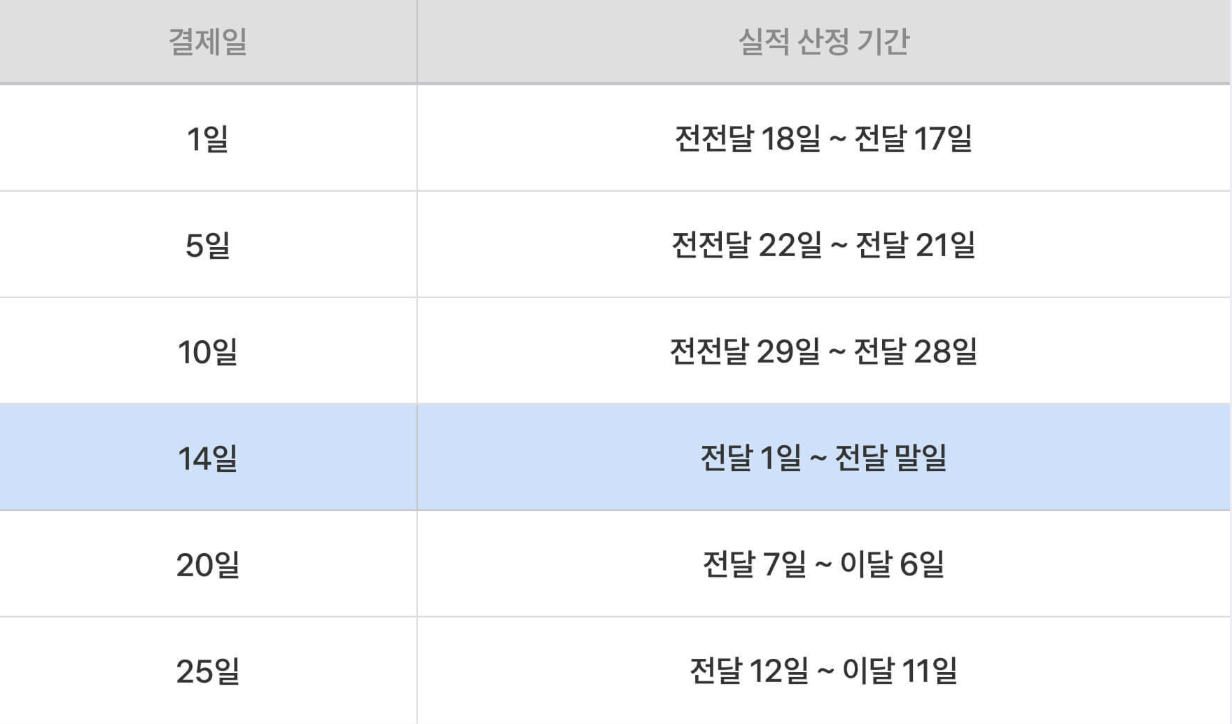 결제일 실적 산정 기간
1일 전전달 18일 ~ 전달 17일
5일 전전달 22일 ~ 전달 21일
10일 전전달 29일 ~ 전달 28일
14일 전달 1일 ~ 전달 말일
20일 전달 7일 ~ 이달 6일
25일 전달 12일 ~ 이달 11일